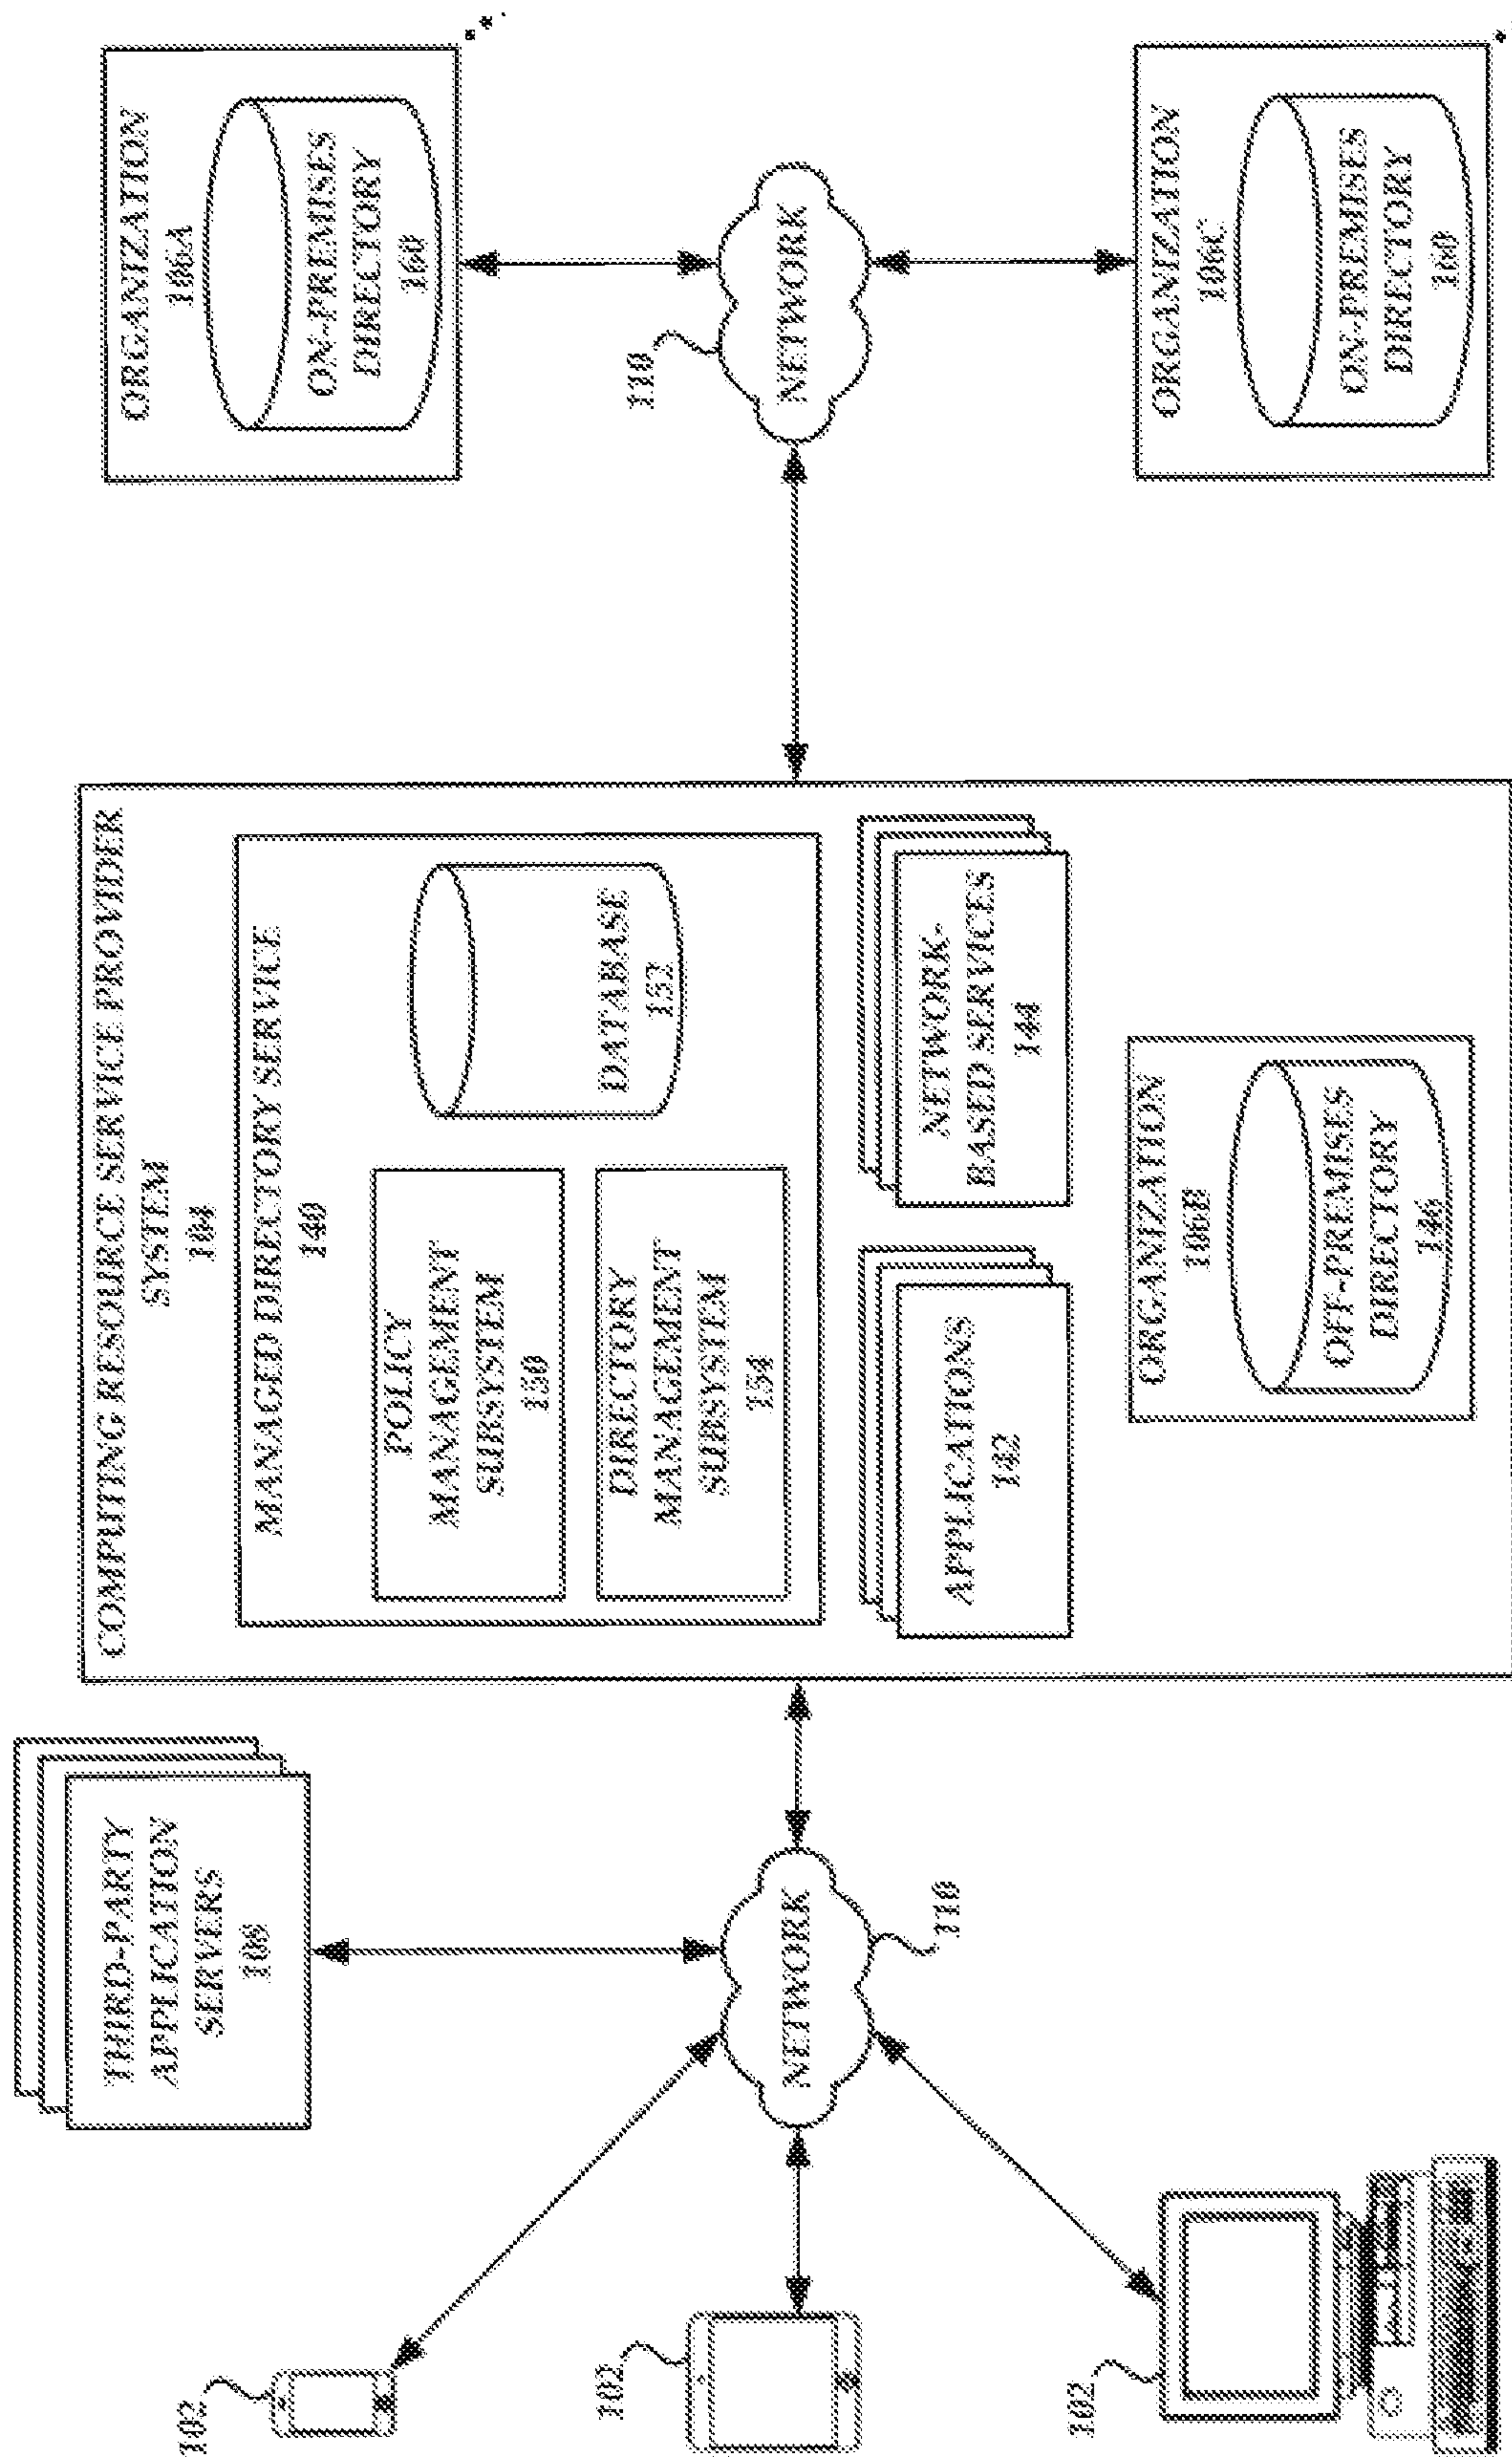 102
102
102
THIRD-PARTY
APPLICATION
SERVERS
108
NETWORK
110
COMPUTING RESOURCE SERVICE PROVIDER
SYSTEM
104
MANAGED DIRECTORY SERVICE
140
POLICY
MANAGEMENT
SUBSYSTEM
150
DIRECTORY
MANAGEMENT
SUBSYSTEM
154
DATABASE
152
APPLICATIONS
142
NETWORK-
BASED SERVICES
144
ORGANIZATION
106B
OFF-PREMISES
DIRECTORY
146
110
NETWORK
ORGANIZATION
106A
ON-PREMISES
DIRECTORY
160
ORGANIZATION
106C
ON-PREMISES
DIRECTORY
160